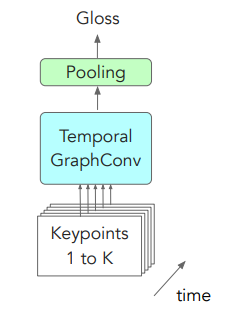 Gloss
Pooling
Temporal
GraphConv
Keypoints
1 to K
time